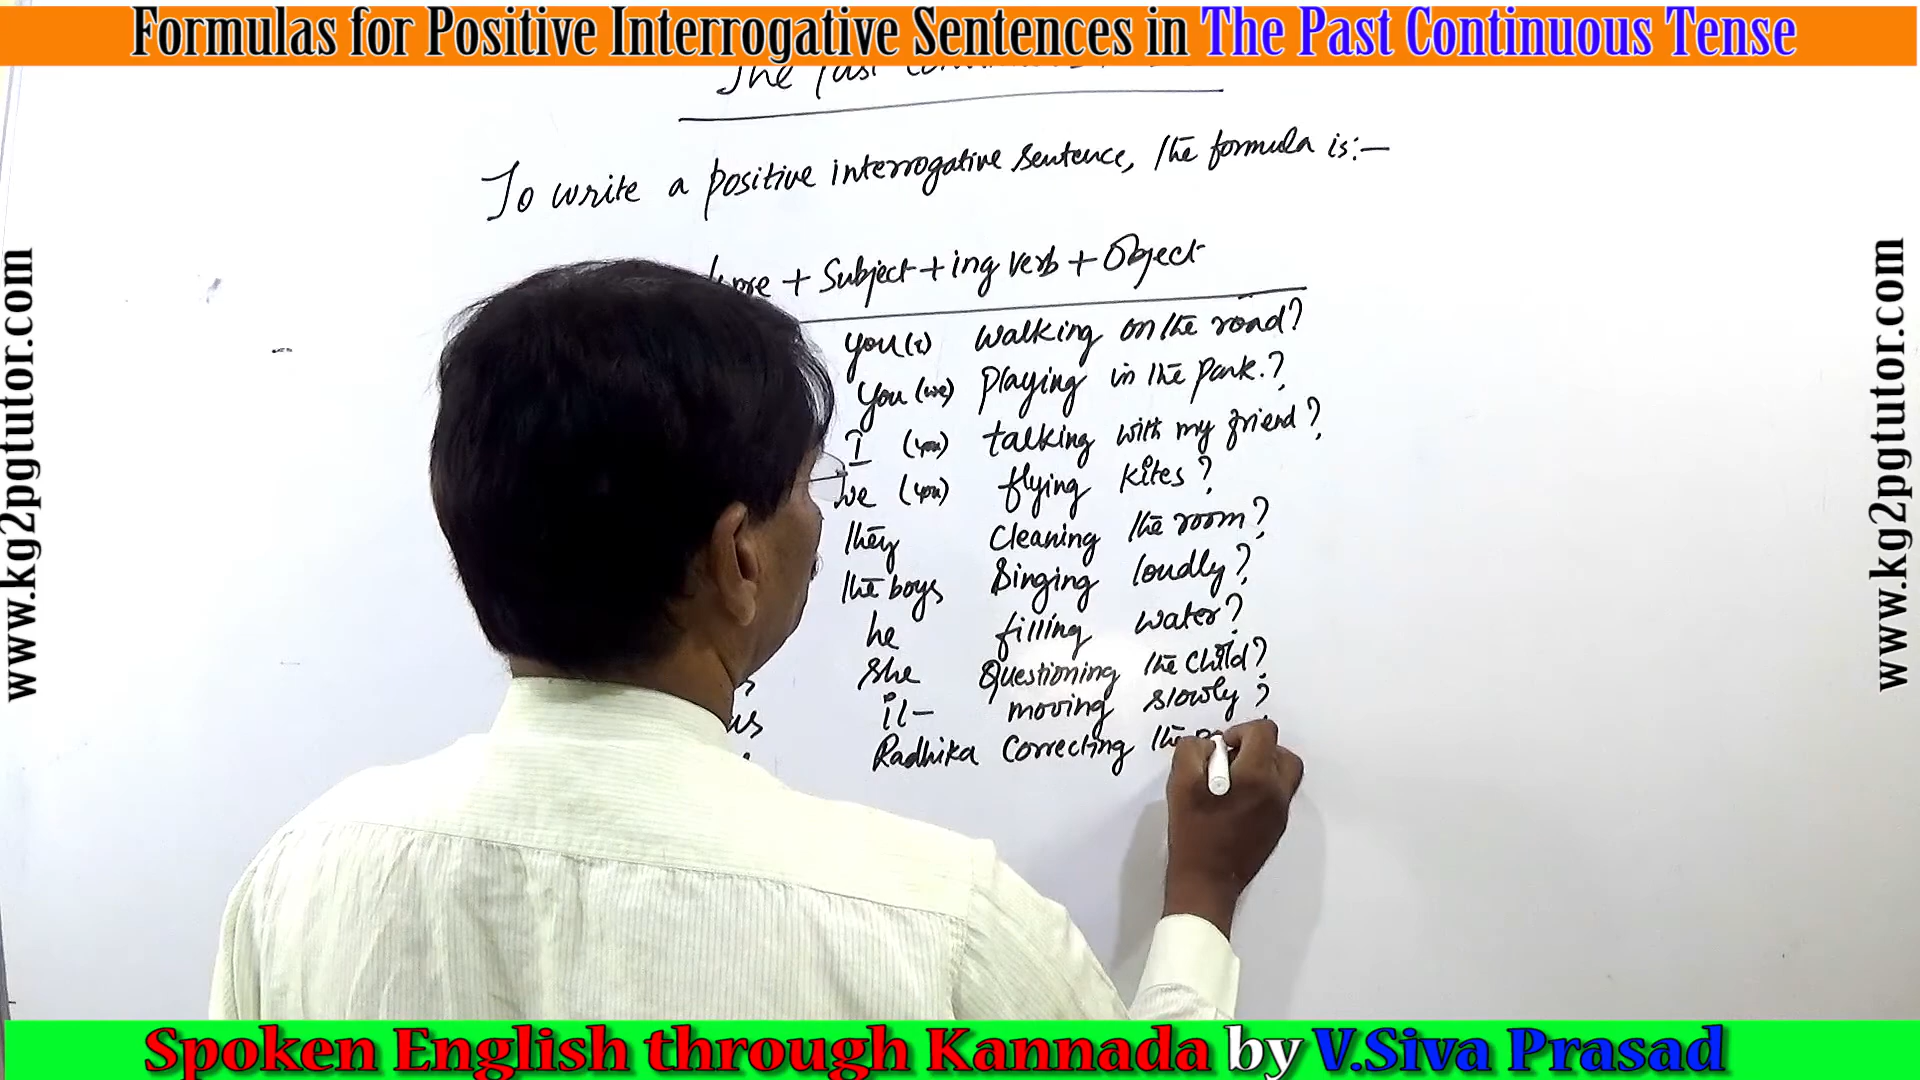 Formulas for Positive Interrogative Sentences in The Past Continuous Tense
The Past
To write a positive interrogative sentence, the formula is:-
+ Subject + ing verb + Object
you (I) walking on the road?
you (we) playing in the park.?
I (you) talking with my friend?
we (you) flying kites?
they cleaning the room?
the boys singing loudly?
he filling water?
she Questioning the child?
it moving slowly?
Radhika correcting the
www.kg2pgtutor.com
www.kg2pgtutor.com
Spoken English through Kannada by V.Siva Prasad